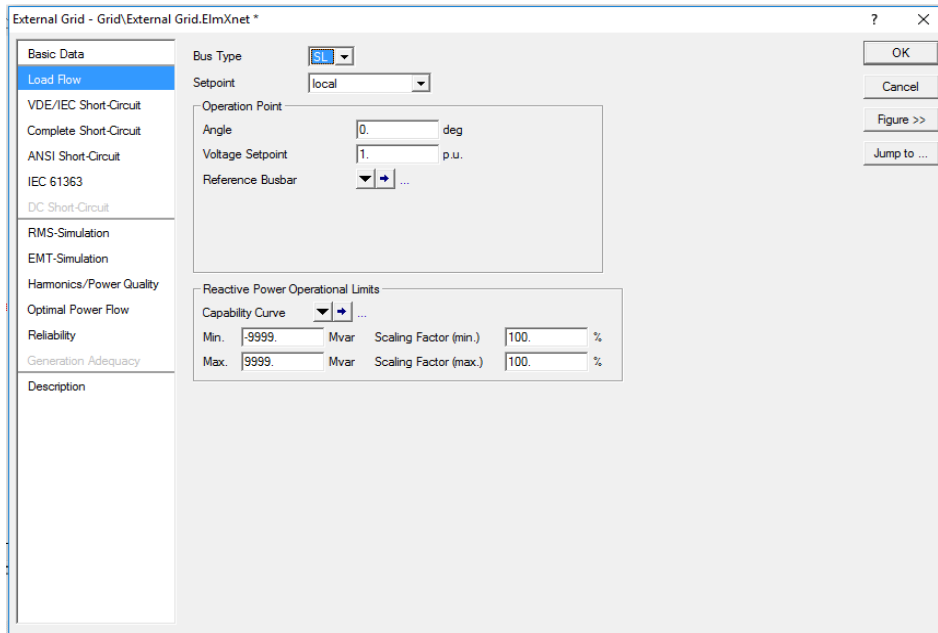 External Grid - Grid\External Grid.ElmXnet *
? ×
Basic Data
Load Flow
VDE/IEC Short-Circuit
Complete Short-Circuit
ANSI Short-Circuit
IEC 61363
DC Short-Circuit
RMS-Simulation
EMT-Simulation
Harmonics/Power Quality
Optimal Power Flow
Reliability
Generation Adequacy
Description
Bus Type SL
Setpoint local
Operation Point
Angle 0. deg
Voltage Setpoint 1. p.u.
Reference Busbar ...
Reactive Power Operational Limits
Capability Curve ...
Min. -9999. Mvar Scaling Factor (min.) 100. %
Max. 9999. Mvar Scaling Factor (max.) 100. %
OK
Cancel
Figure >>
Jump to ...